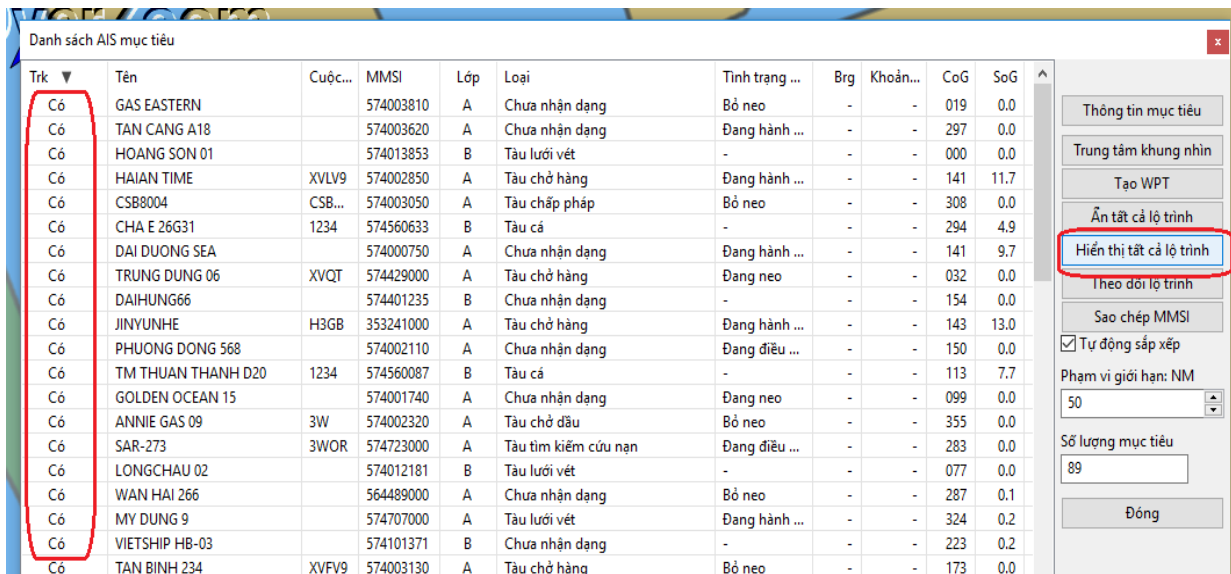 Danh sách AIS mục tiêu x
Trk ▼ Tên Cuộc... MMSI Lớp Loại Tình trạng ... Brg Khoản... CoG SoG
Có GAS EASTERN 574003810 A Chưa nhận dạng Bỏ neo - - 019 0.0
Có TAN CANG A18 574003620 A Chưa nhận dạng Đang hành ... - - 297 0.0
Có HOANG SON 01 574013853 B Tàu lưới vét - - - 000 0.0
Có HAIAN TIME XVLV9 574002850 A Tàu chở hàng Đang hành ... - - 141 11.7
Có CSB8004 CSB... 574003050 A Tàu chấp pháp Bỏ neo - - 308 0.0
Có CHA E 26G31 1234 574560633 B Tàu cá - - - 294 4.9
Có DAI DUONG SEA 574000750 A Chưa nhận dạng Đang hành ... - - 141 9.7
Có TRUNG DUNG 06 XVQT 574429000 A Tàu chở hàng Đang neo - - 032 0.0
Có DAIHUNG66 574401235 B Chưa nhận dạng - - - 154 0.0
Có JINYUNHE H3GB 353241000 A Tàu chở hàng Đang hành ... - - 143 13.0
Có PHUONG DONG 568 574002110 A Chưa nhận dạng Đang điều ... - - 150 0.0
Có TM THUAN THANH D20 1234 574560087 B Tàu cá - - - 113 7.7
Có GOLDEN OCEAN 15 574001740 A Chưa nhận dạng Đang neo - - 099 0.0
Có ANNIE GAS 09 3W 574002320 A Tàu chở dầu Bỏ neo - - 355 0.0
Có SAR-273 3WOR 574723000 A Tàu tìm kiếm cứu nạn Đang điều ... - - 283 0.0
Có LONGCHAU 02 574012181 B Tàu lưới vét - - - 077 0.0
Có WAN HAI 266 564489000 A Chưa nhận dạng Bỏ neo - - 287 0.1
Có MY DUNG 9 574707000 A Tàu lưới vét Đang hành ... - - 324 0.2
Có VIETSHIP HB-03 574101371 B Chưa nhận dạng - - - 223 0.2
Có TAN BINH 234 XVFV9 574003130 A Tàu chở hàng Bỏ neo - - 173 0.0
Thông tin mục tiêu
Trung tâm khung nhìn
Tạo WPT
Ẩn tất cả lộ trình
Hiển thị tất cả lộ trình
Theo dõi lộ trình
Sao chép MMSI
Tự động sắp xếp
Phạm vi giới hạn: NM
50
Số lượng mục tiêu
89
Đóng